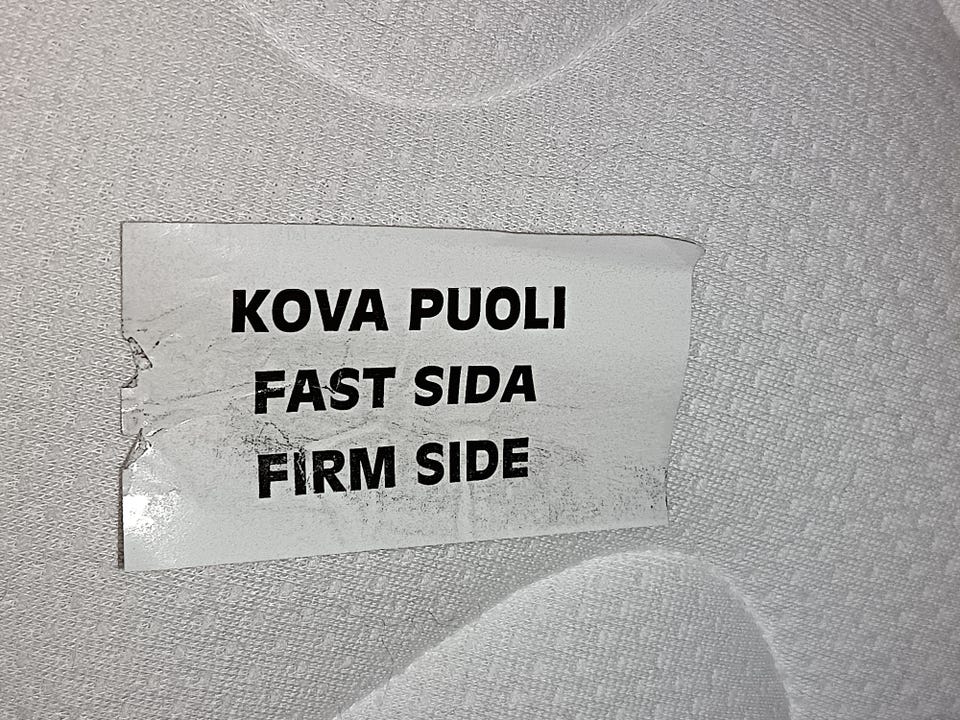 KOVA PUOLI
FAST SIDA
FIRM SIDE